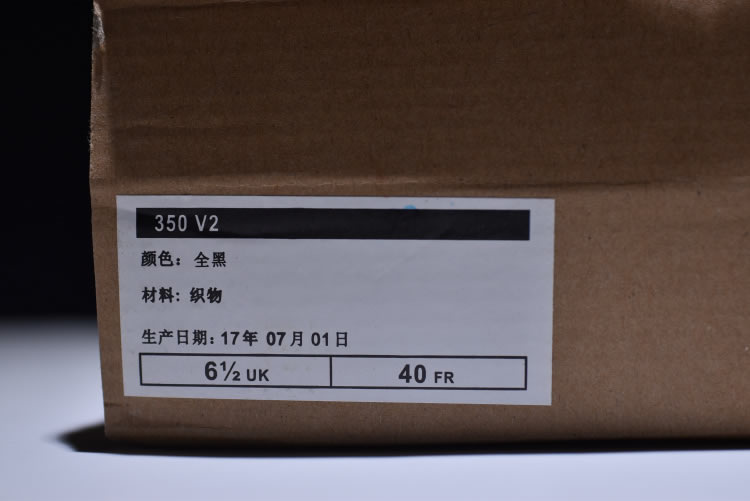 350 V2
颜色：全黑
材料: 织物
生产日期: 17年 07月 01日
6½ UK 40 FR